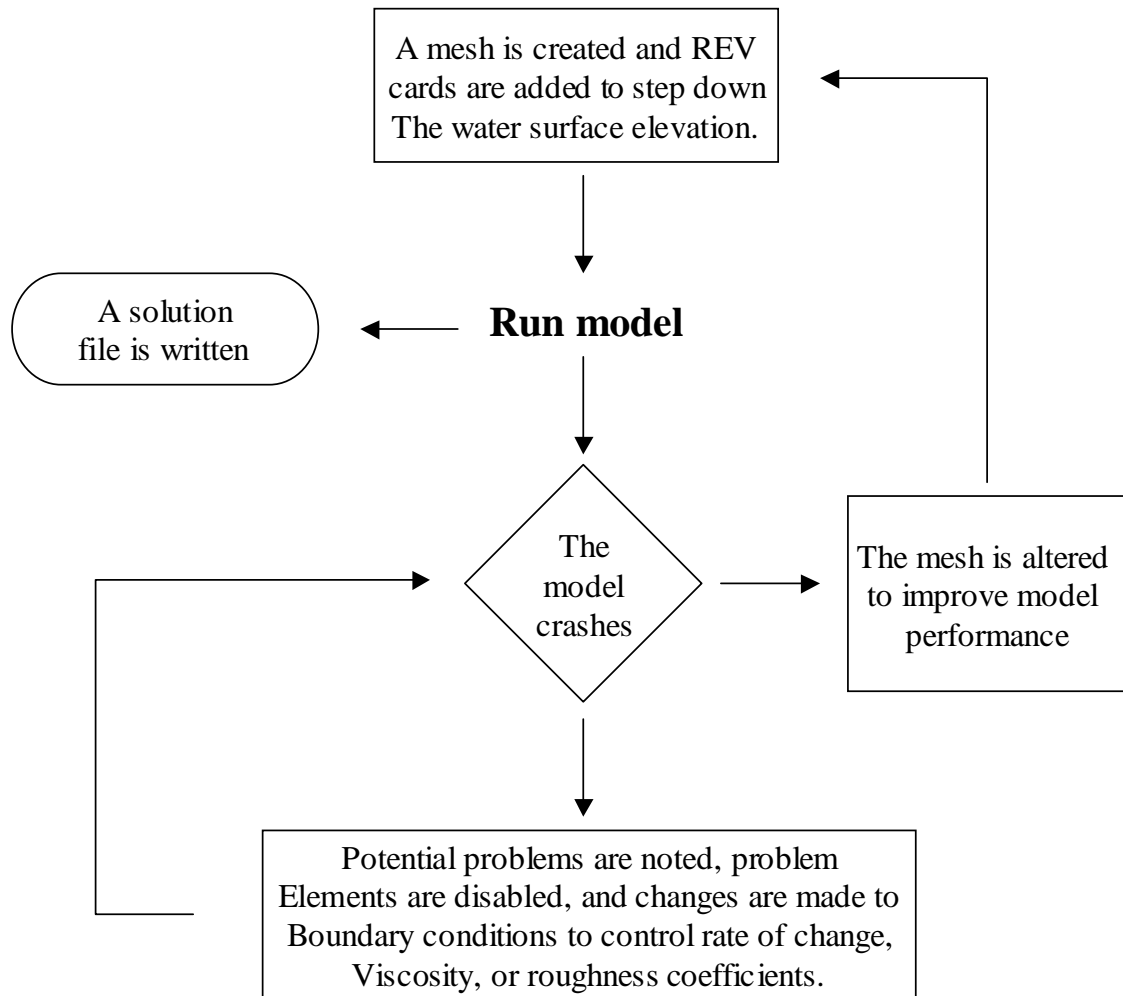 A mesh is created and REV
cards are added to step down
The water surface elevation.
A solution
file is written
Run model
The
model
crashes
The mesh is altered
to improve model
performance
Potential problems are noted, problem
Elements are disabled, and changes are made to
Boundary conditions to control rate of change,
Viscosity, or roughness coefficients.